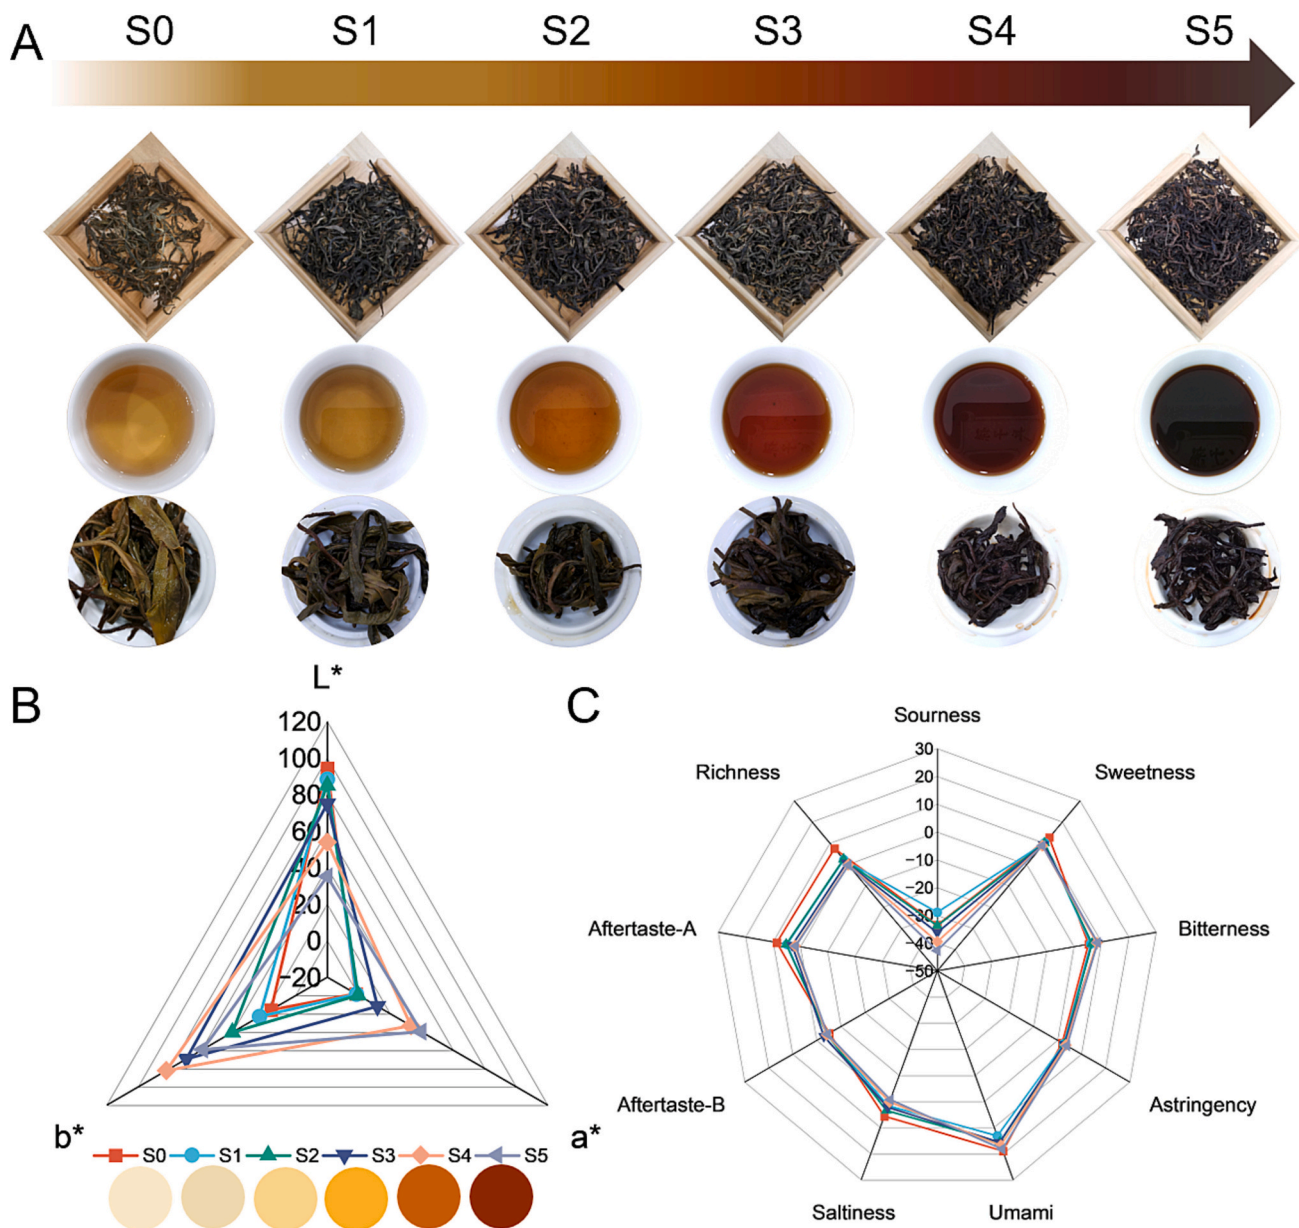 A
S0 S1 S2 S3 S4 S5
B
L*
120
100
80
60
40
20
0
−20
b*
a*
S0 S1 S2 S3 S4 S5
C
Sourness
Richness
Sweetness
30
20
10
0
−10
−20
−30
−40
−50
Aftertaste-A
Bitterness
Aftertaste-B
Astringency
Saltiness
Umami